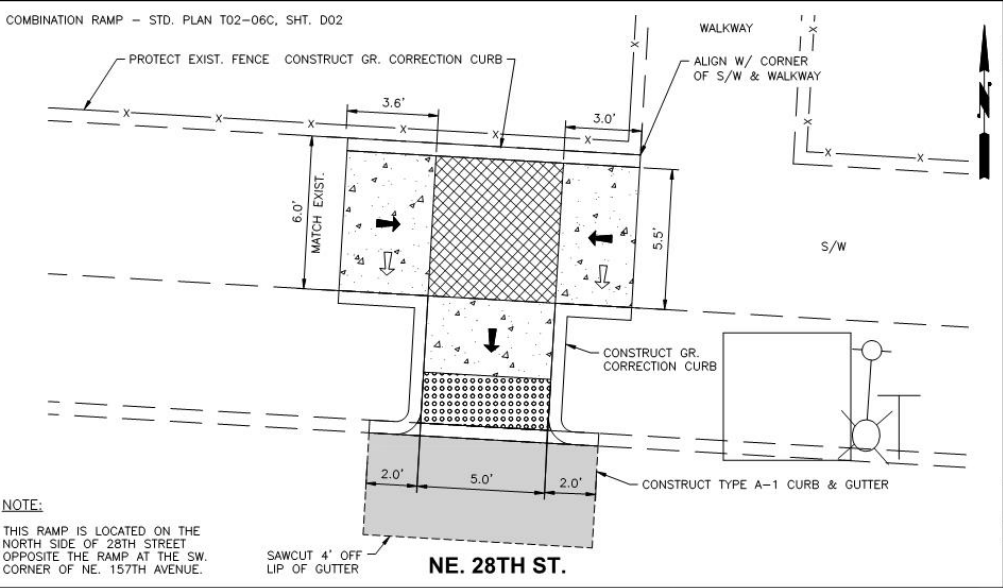 COMBINATION RAMP – STD. PLAN T02–06C, SHT. D02
WALKWAY
PROTECT EXIST. FENCE CONSTRUCT GR. CORRECTION CURB
ALIGN W/ CORNER
OF S/W & WALKWAY
N
3.6'
3.0'
X
X
X
X
X
X
X
X
X
X
X
6.0'
MATCH EXIST.
5.5'
S/W
CONSTRUCT GR.
CORRECTION CURB
2.0'
5.0'
2.0'
CONSTRUCT TYPE A–1 CURB & GUTTER
NOTE:
THIS RAMP IS LOCATED ON THE
NORTH SIDE OF 28TH STREET
OPPOSITE THE RAMP AT THE SW.
CORNER OF NE. 157TH AVENUE.
SAWCUT 4' OFF
LIP OF GUTTER
NE. 28TH ST.